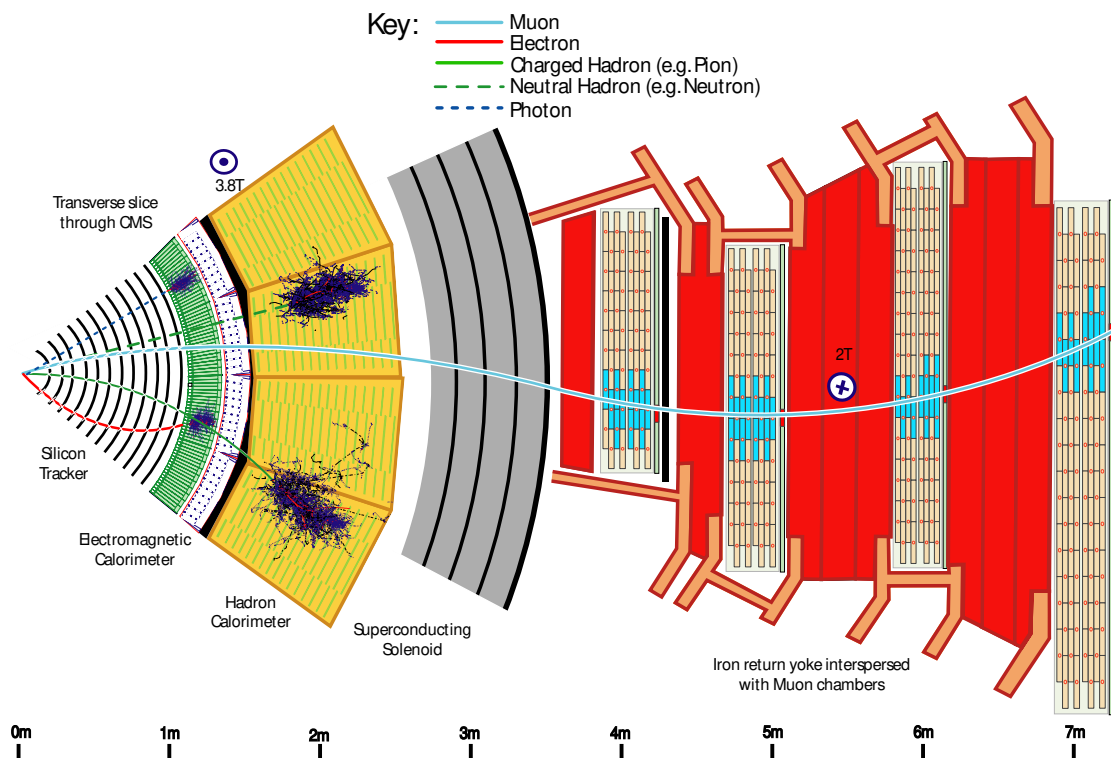 Key:
Muon
Electron
Charged Hadron (e.g. Pion)
Neutral Hadron (e.g. Neutron)
Photon
3.8T
Transverse slice
through CMS
2T
Silicon
Tracker
Electromagnetic
Calorimeter
Hadron
Calorimeter
Superconducting
Solenoid
Iron return yoke interspersed
with Muon chambers
0m 1m 2m 3m 4m 5m 6m 7m